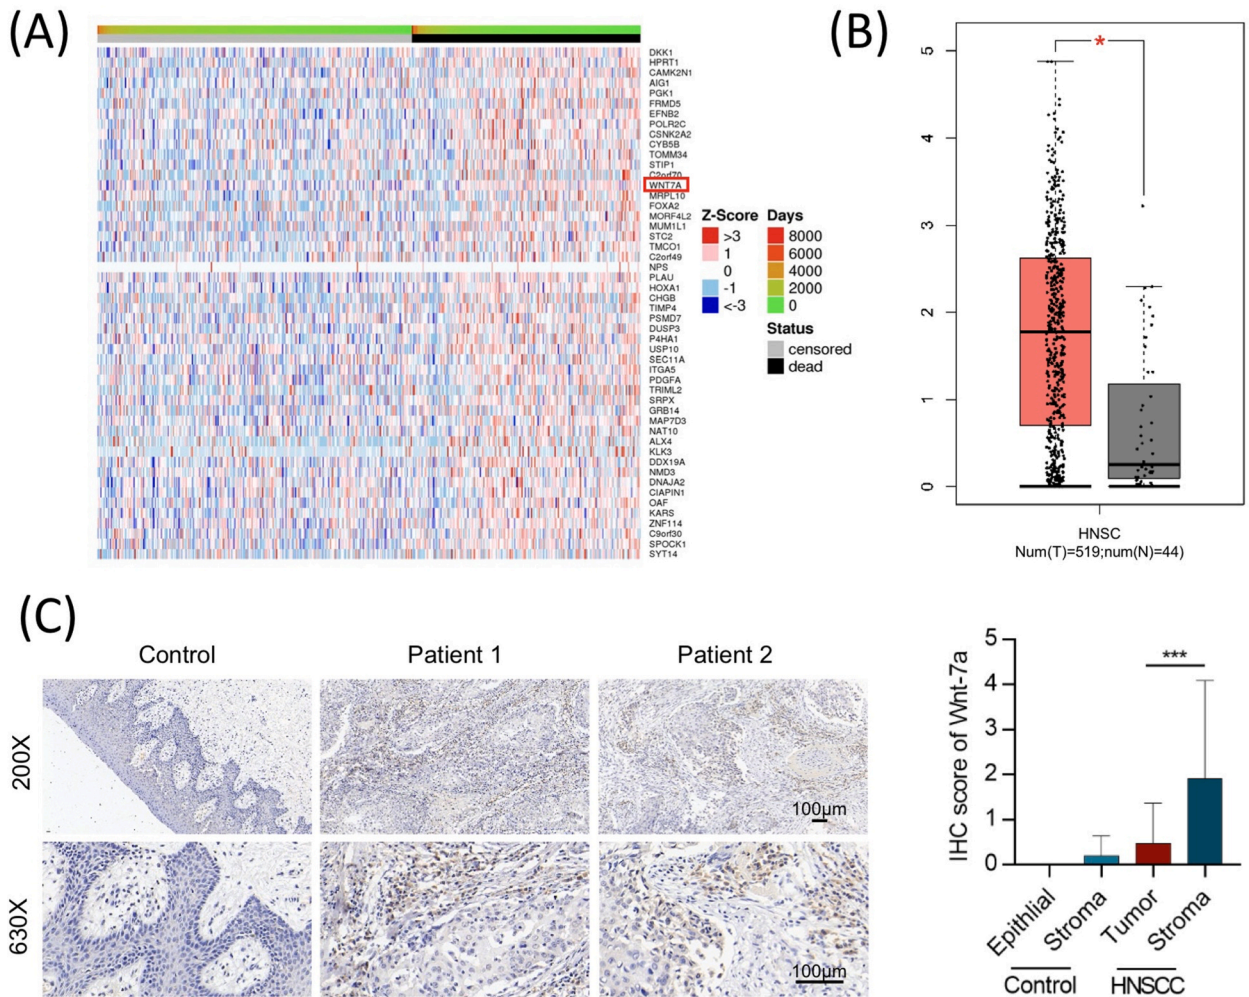 (A)
DKK1
HPRT1
CAMK2N1
AIG1
PGK1
FRMD5
EFNB2
POLR2C
CSNK2A2
CYB5B
TOMM34
STIP1
C2orf70
WNT7A
MRPL10
FOXA2
MORF4L2
MUM1L1
STC2
TMCO1
C2orf49
NPS
PLAU
HOXA1
CHGB
TIMP4
PSMD7
DUSP3
P4HA1
USP10
SEC11A
ITGA5
PDGFA
TRIML2
SRPX
GRB14
MAP7D3
NAT10
ALX4
KLK3
DDX19A
NMD3
DNAJA2
CIAPIN1
OAF
KARS
ZNF114
C9orf30
SPOCK1
SYT14
Z-Score Days
>3 8000
1 6000
0 4000
-1 2000
<-3 0
Status
censored
dead
(B)
*
5
4
3
2
1
0
HNSC
Num(T)=519;num(N)=44)
(C)
Control Patient 1 Patient 2
200X
100µm
630X
100µm
IHC score of Wnt-7a
5
4
3
2
1
0
***
Epithlial Stroma Tumor Stroma
Control HNSCC